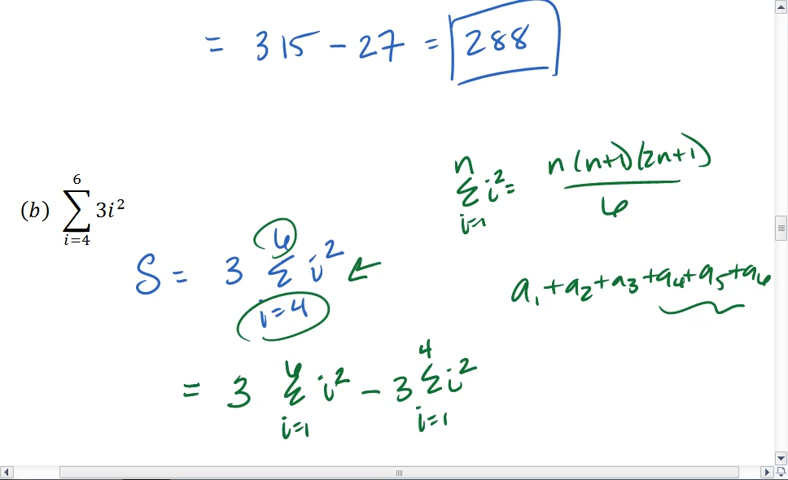 = 315 - 27 = 288
n
Σ i² = n(n+1)(2n+1) / 6
i=1
6
(b) Σ 3i²
i=4
6
S = 3 Σ i² ←
i=4
a₁+a₂+a₃+a₄+a₅+a₆
6 4
= 3 Σ i² - 3 Σ i²
i=1 i=1